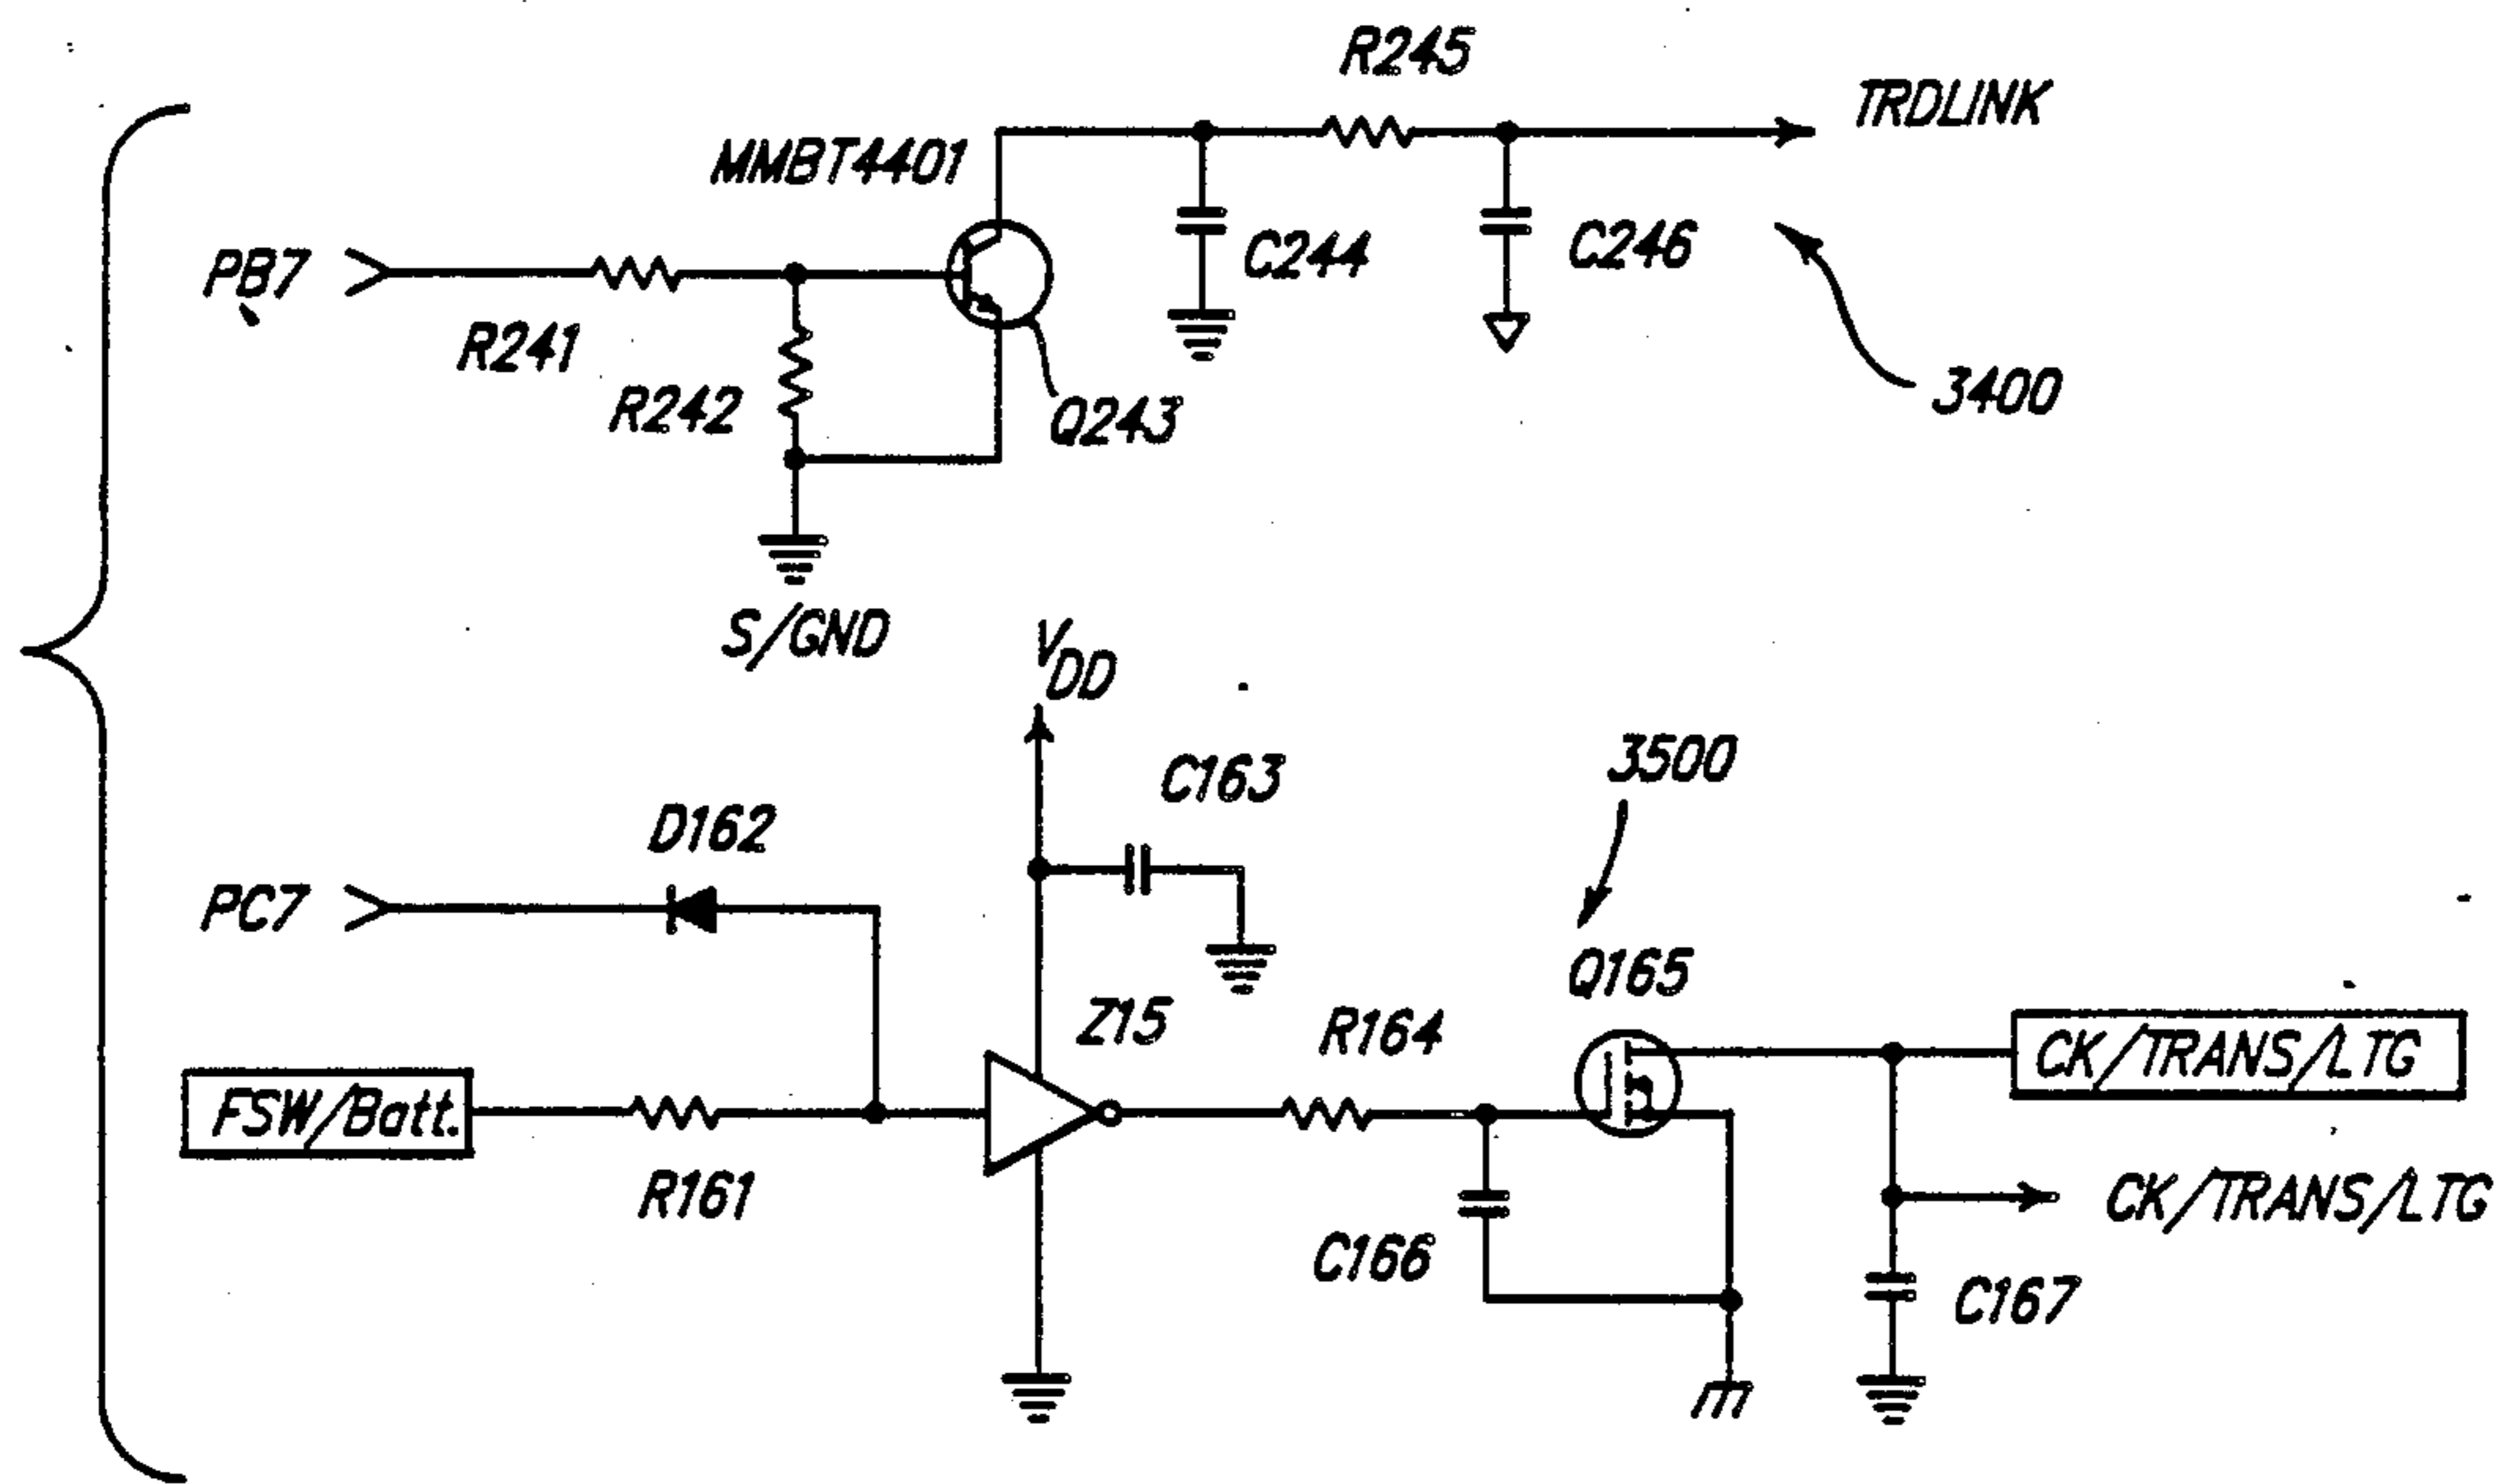 R245
TRDLINK
MMBT4401
PB7
C244
C246
R241
R242
Q243
3400
S/GND
VDD
C163
3500
D162
PC7
Q165
Z15
R164
CK/TRANS/LTG
FSW/Batt.
R161
CK/TRANS/LTG
C166
C167